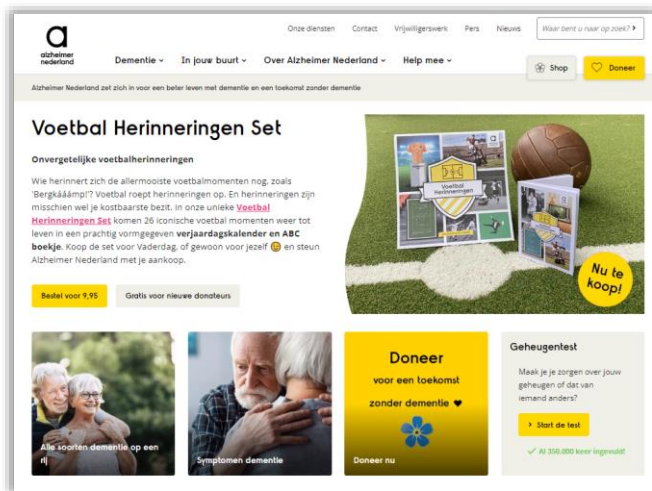 Onze diensten Contact Vrijwilligerswerk Pers Nieuws Waar bent u naar op zoek?
alzheimer
nederland
Dementie In jouw buurt Over Alzheimer Nederland Help mee
Shop Doneer
Alzheimer Nederland zet zich in voor een beter leven met dementie en een toekomst zonder dementie
Voetbal Herinneringen Set
Onvergetelijke voetbalherinneringen
Wie herinnert zich de allermooiste voetbalmomenten nog, zoals
'Bergkááámp!'? Voetbal roept herinneringen op. En herinneringen zijn
misschien wel je kostbaarste bezit. In onze unieke Voetbal
Herinneringen Set komen 26 iconische voetbal momenten weer tot
leven in een prachtig vormgegeven verjaardagskalender en ABC
boekje. Koop de set voor Vaderdag, of gewoon voor jezelf 😉 en steun
Alzheimer Nederland met je aankoop.
Bestel voor 9,95 Gratis voor nieuwe donateurs
Voetbal
Herinneringen
Nu te
koop!
Alle soorten dementie op een
rij
Symptomen dementie
Doneer
voor een toekomst
zonder dementie ♥
Doneer nu
Geheugentest
Maak je je zorgen over jouw
geheugen of dat van
iemand anders?
Start de test
✓ Al 350.000 keer ingevuld!